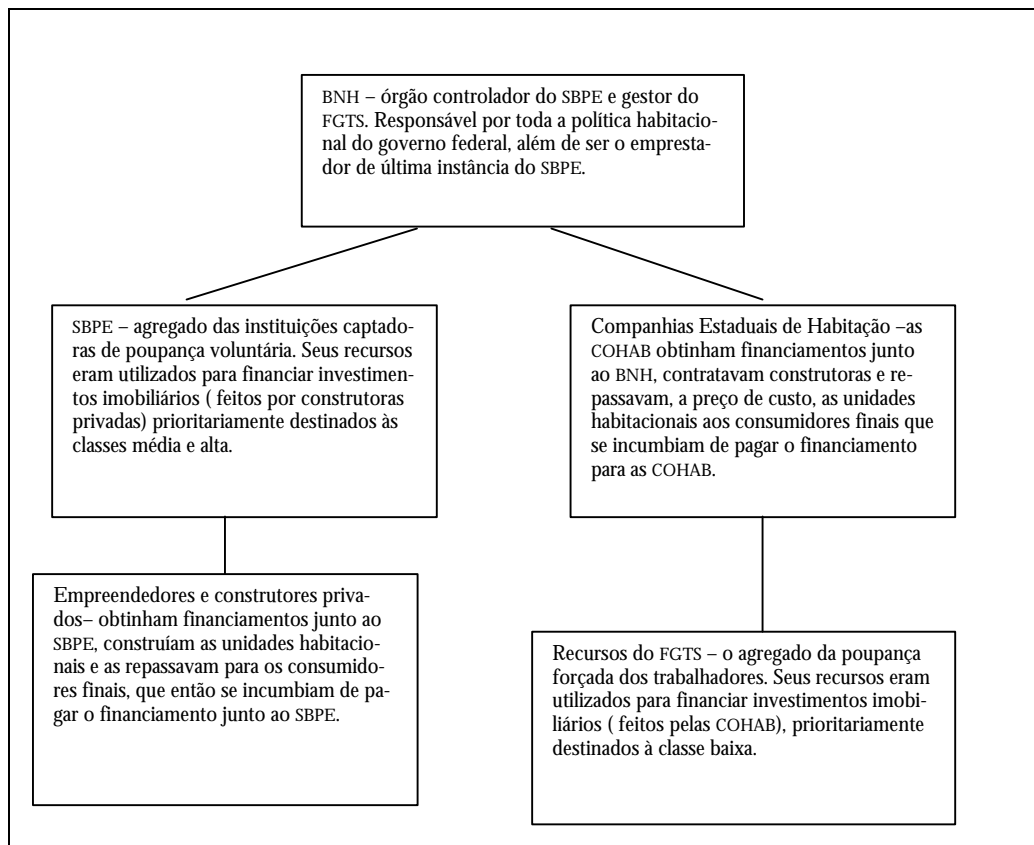 BNH – órgão controlador do SBPE e gestor do
FGTS. Responsável por toda a política habitacio-
nal do governo federal, além de ser o empresta-
dor de última instância do SBPE.
SBPE – agregado das instituições captado-
ras de poupança voluntária. Seus recursos
eram utilizados para financiar investimen-
tos imobiliários ( feitos por construtoras
privadas) prioritariamente destinados às
classes média e alta.
Companhias Estaduais de Habitação –as
COHAB obtinham financiamentos junto
ao BNH, contratavam construtoras e re-
passavam, a preço de custo, as unidades
habitacionais aos consumidores finais que
se incumbiam de pagar o financiamento
para as COHAB.
Empreendedores e construtores priva-
dos– obtinham financiamentos junto ao
SBPE, construíam as unidades habitacio-
nais e as repassavam para os consumido-
res finais, que então se incumbiam de pa-
gar o financiamento junto ao SBPE.
Recursos do FGTS – o agregado da poupança
forçada dos trabalhadores. Seus recursos eram
utilizados para financiar investimentos imobi-
liários ( feitos pelas COHAB), prioritariamente
destinados à classe baixa.